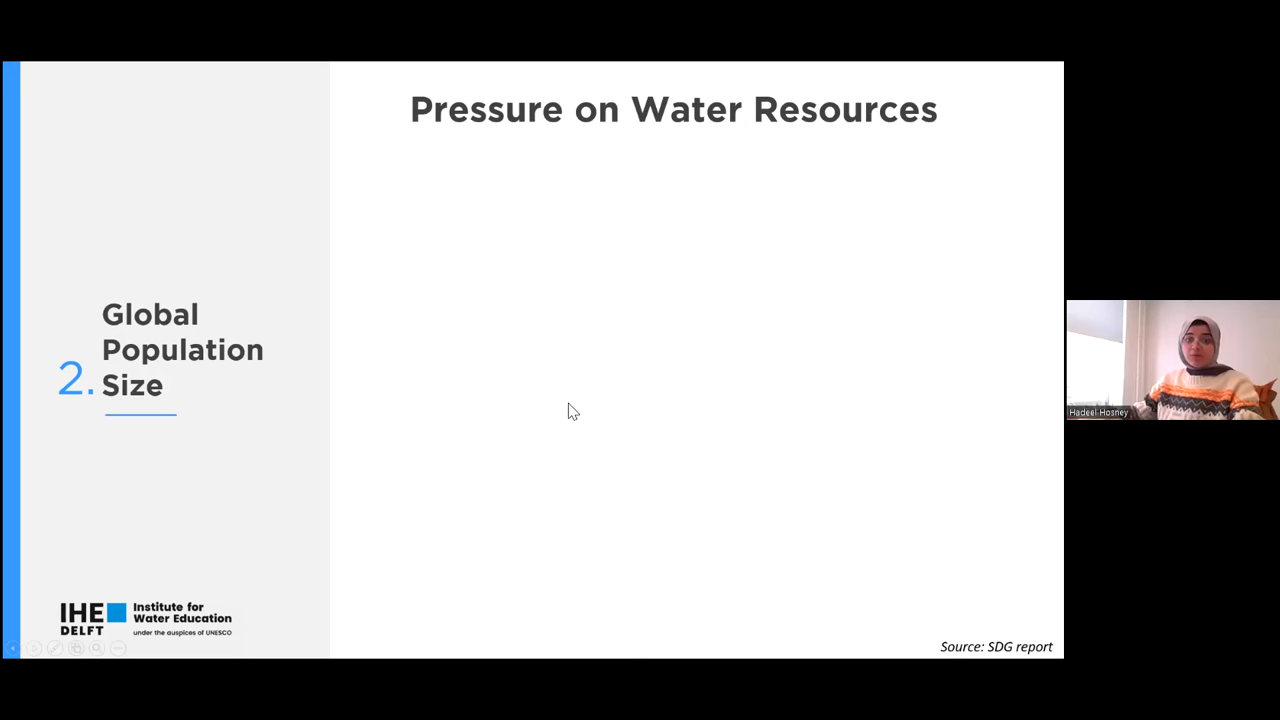 Pressure on Water Resources
Global
Population
2. Size
IHE
DELFT
Institute for
Water Education
under the auspices of UNESCO
Source: SDG report
Hadeel Hosney